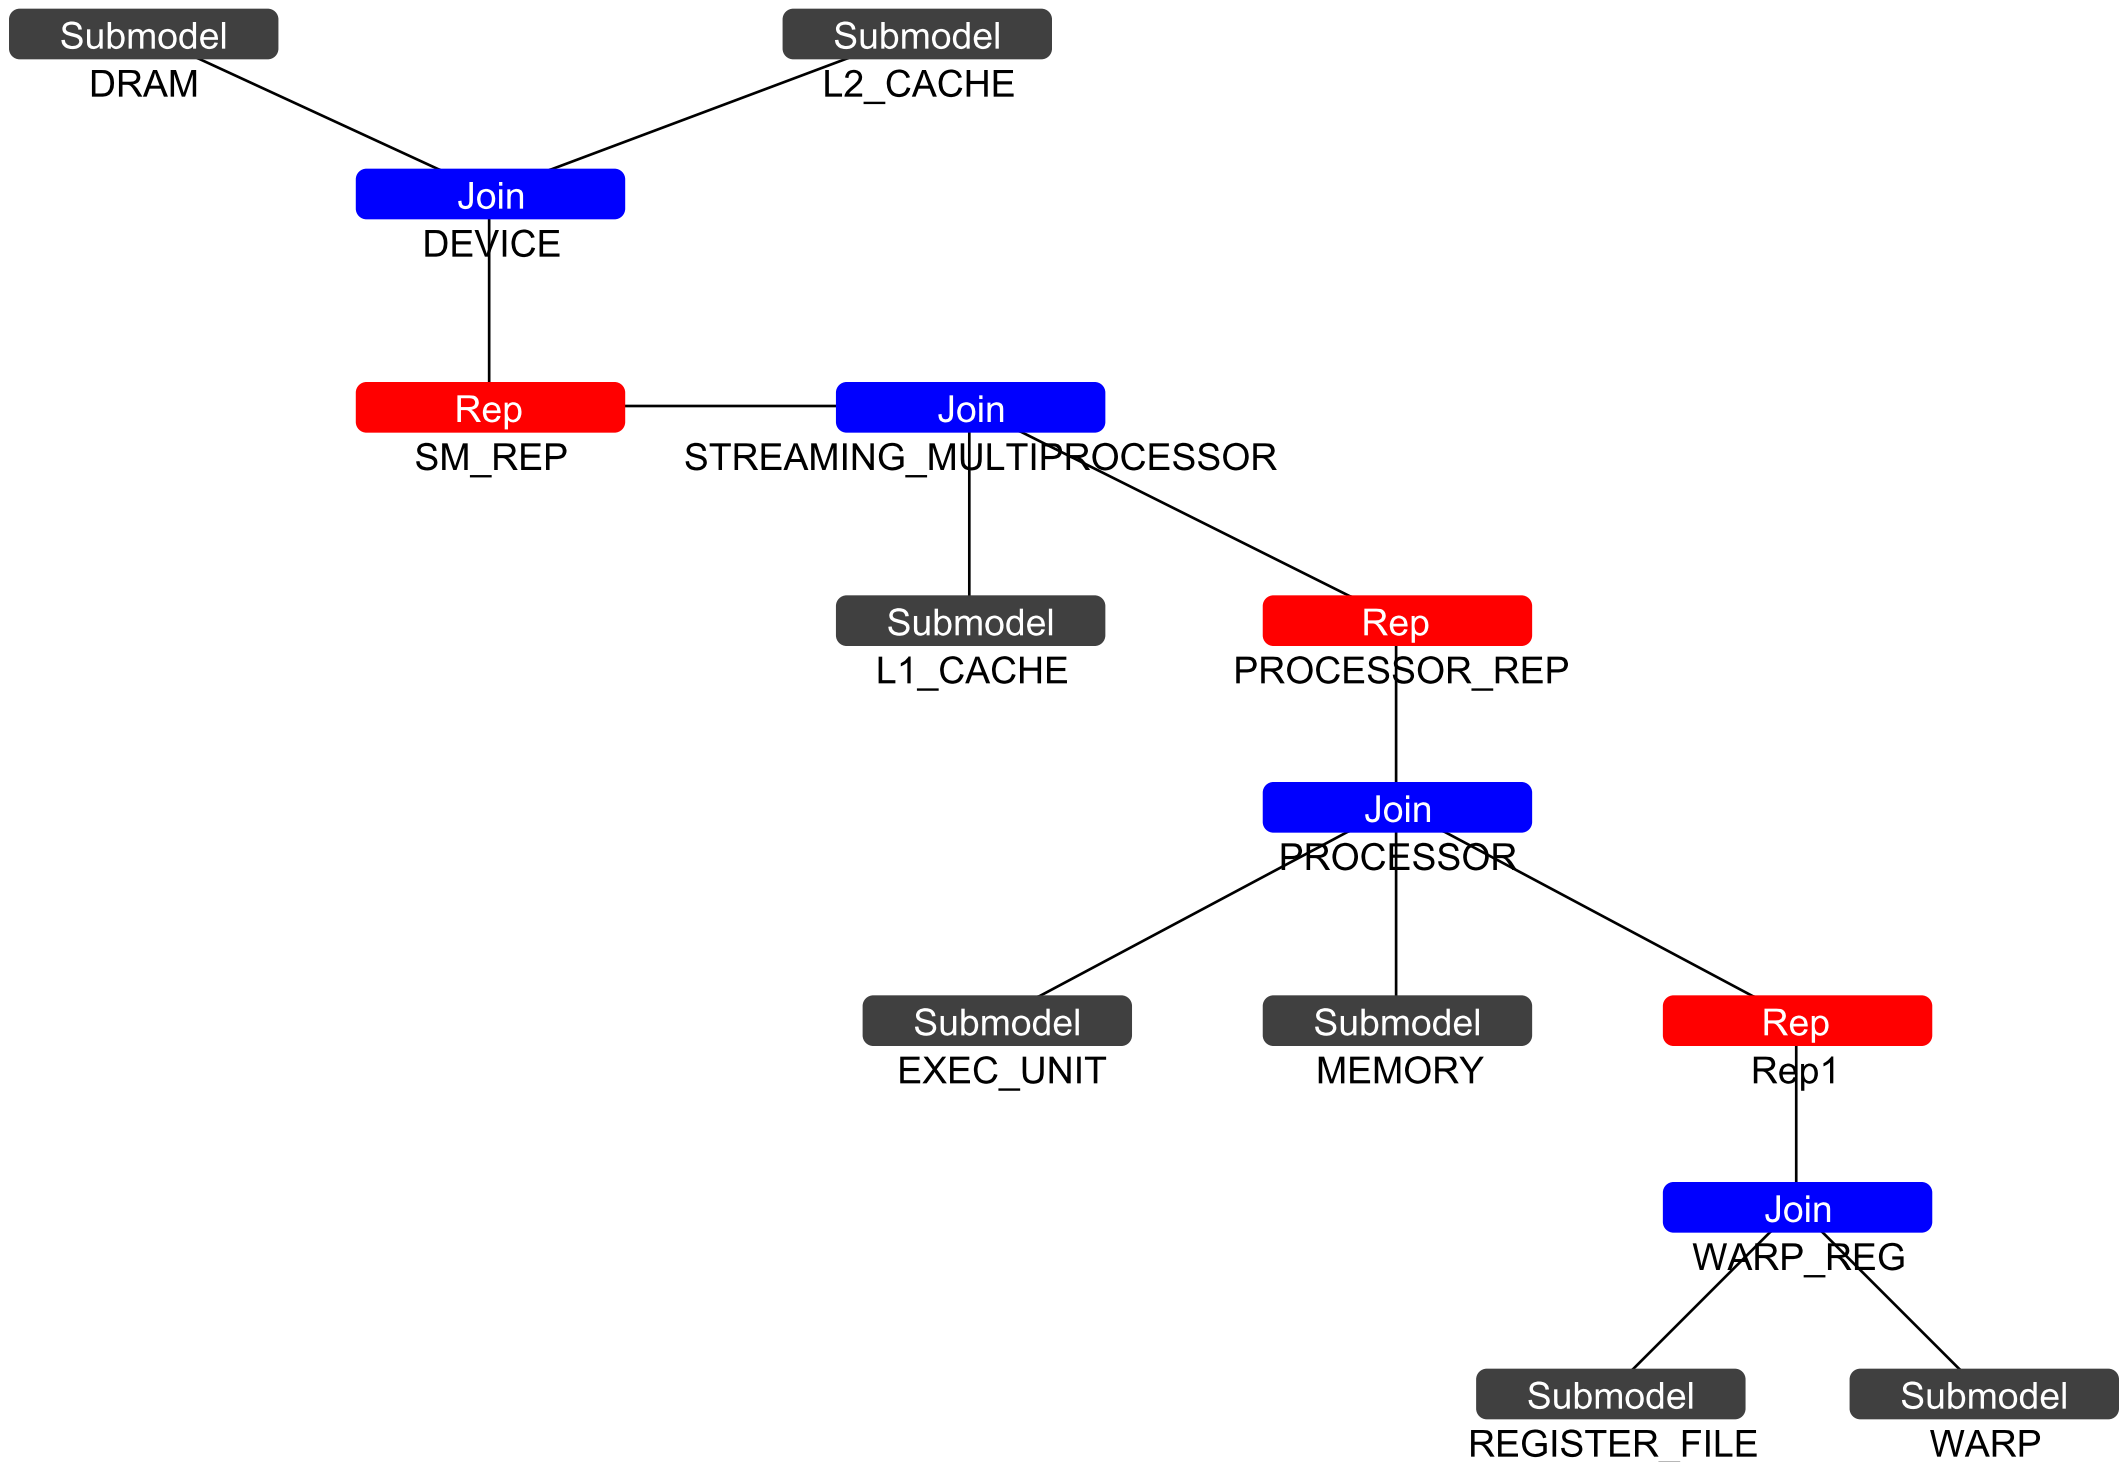 Submodel
DRAM
Submodel
L2_CACHE
Join
DEVICE
Rep
SM_REP
Join
STREAMING_MULTIPROCESSOR
Submodel
L1_CACHE
Rep
PROCESSOR_REP
Join
PROCESSOR
Submodel
EXEC_UNIT
Submodel
MEMORY
Rep
Rep1
Join
WARP_REG
Submodel
REGISTER_FILE
Submodel
WARP